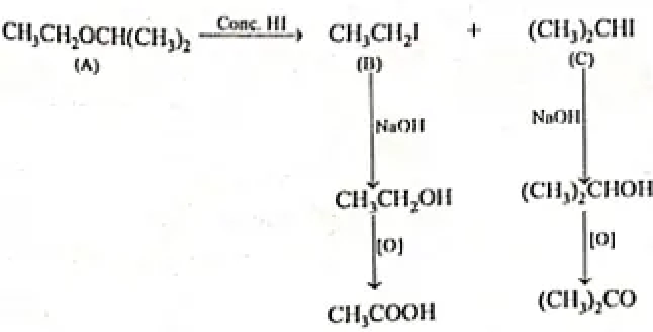 CH₃CH₂OCH(CH₃)₂ Conc. HI CH₃CH₂I + (CH₃)₂CHI
(A) (B) (C)
NaOH NaOH
CH₃CH₂OH (CH₃)₂CHOH
[O] [O]
CH₃COOH (CH₃)₂CO